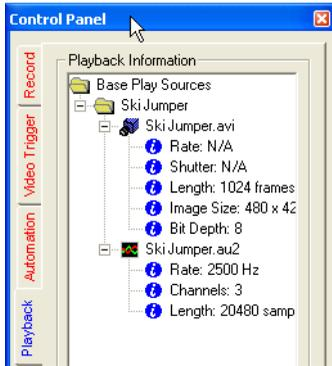 Control Panel
Record
Video Trigger
Automation
Playback
Playback Information
Base Play Sources
Ski Jumper
Ski Jumper.avi
Rate: N/A
Shutter: N/A
Length: 1024 frames
Image Size: 480 x 42
Bit Depth: 8
Ski Jumper.au2
Rate: 2500 Hz
Channels: 3
Length: 20480 samp